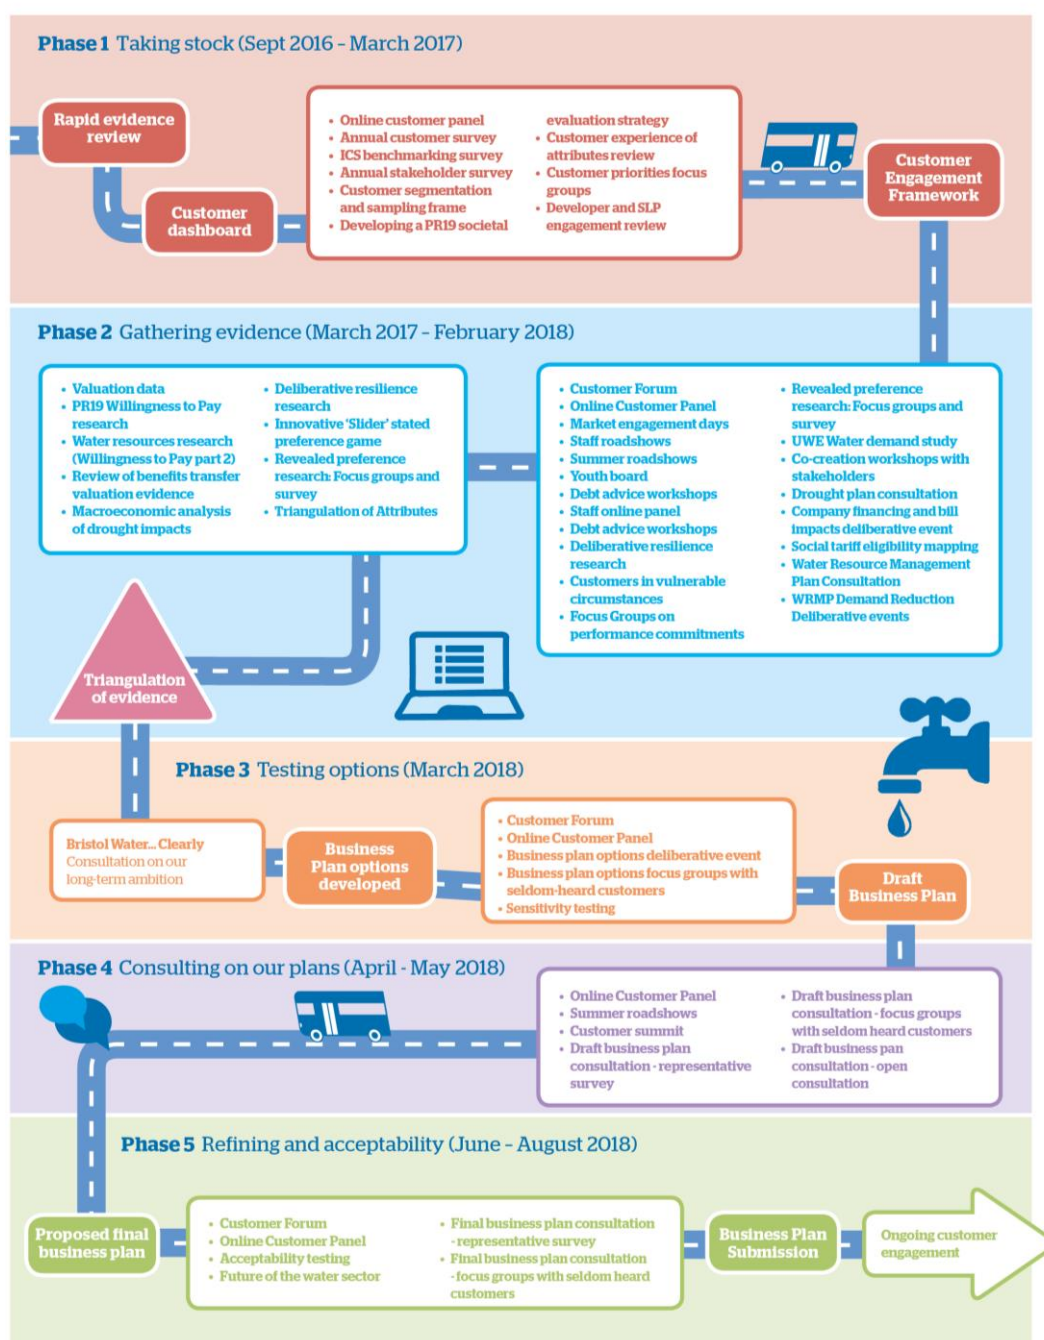 Phase 1 Taking stock (Sept 2016 – March 2017)
Rapid evidence
review
Customer
dashboard
• Online customer panel
• Annual customer survey
• ICS benchmarking survey
• Annual stakeholder survey
• Customer segmentation
and sampling frame
• Developing a PR19 societal
evaluation strategy
• Customer experience of
attributes review
• Customer priorities focus
groups
• Developer and SLP
engagement review
Customer
Engagement
Framework
Phase 2 Gathering evidence (March 2017 – February 2018)
• Valuation data
• PR19 Willingness to Pay
research
• Water resources research
(Willingness to Pay part 2)
• Review of benefits transfer
valuation evidence
• Macroeconomic analysis
of drought impacts
• Deliberative resilience
research
• Innovative 'Slider' stated
preference game
• Revealed preference
research: Focus groups and
survey
• Triangulation of Attributes
• Customer Forum
• Online Customer Panel
• Market engagement days
• Staff roadshows
• Summer roadshows
• Youth board
• Debt advice workshops
• Staff online panel
• Debt advice workshops
• Deliberative resilience
research
• Customers in vulnerable
circumstances
• Focus Groups on
performance commitments
• Revealed preference
research: Focus groups and
survey
• UWE Water demand study
• Co-creation workshops with
stakeholders
• Drought plan consultation
• Company financing and bill
impacts deliberative event
• Social tariff eligibility mapping
• Water Resource Management
Plan Consultation
• WRMP Demand Reduction
Deliberative events
Triangulation
of evidence
Phase 3 Testing options (March 2018)
Bristol Water... Clearly
Consultation on our
long-term ambition
Business
Plan options
developed
• Customer Forum
• Online Customer Panel
• Business plan options deliberative event
• Business plan options focus groups with
seldom-heard customers
• Sensitivity testing
Draft
Business Plan
Phase 4 Consulting on our plans (April - May 2018)
• Online Customer Panel
• Summer roadshows
• Customer summit
• Draft business plan
consultation - representative
survey
• Draft business plan
consultation - focus groups
with seldom heard customers
• Draft business pan
consultation - open
consultation
Phase 5 Refining and acceptability (June – August 2018)
Proposed final
business plan
• Customer Forum
• Online Customer Panel
• Acceptability testing
• Future of the water sector
• Final business plan consultation
- representative survey
• Final business plan consultation
- focus groups with seldom heard
customers
Business Plan
Submission
Ongoing customer
engagement